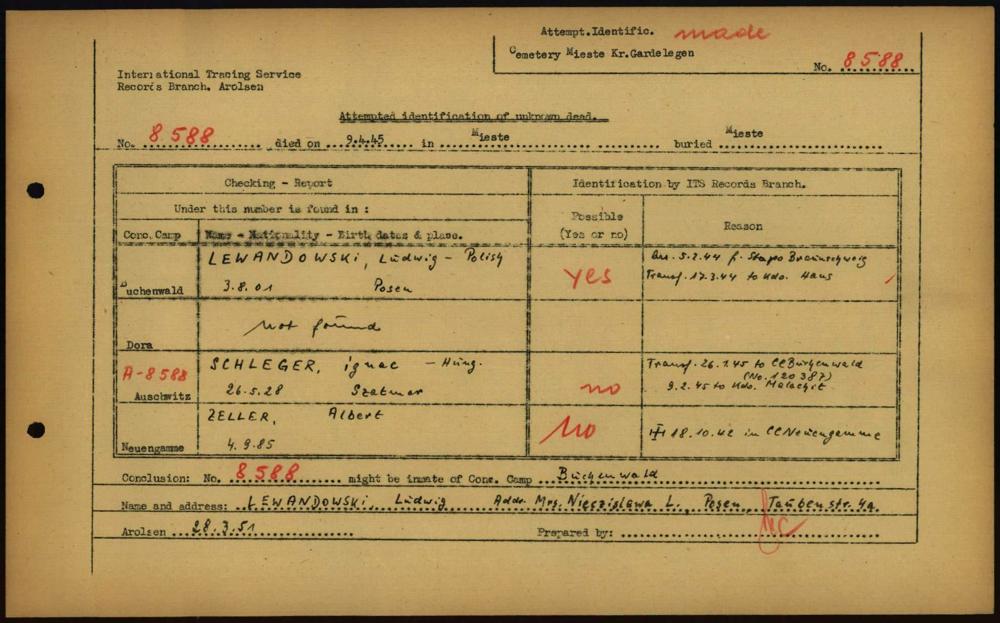 Attempt. Identific. made
Cemetery Mieste Kr. Gardelegen
No. 8588
International Tracing Service
Records Branch, Arolsen
Attempted identification of unknown dead.
No. 8588 died on 9.4.45 in Mieste buried Mieste
Checking - Report
Identification by ITS Records Branch.
Under this number is found in :
Conc. Camp
Name - Nationality - Birth dates & place.
Possible
(Yes or no)
Reason
Buchenwald
LEWANDOWSKI, Ludwig - Polish
3.8.01 Posen
yes
5.2.44 f. Stapo Braunschweig
Transf. 17.3.44 to Kdo. Hans
Dora
not found
A-8588
Auschwitz
SCHLEGER, ignac - Hung.
26.5.28 Szatmar
no
Transf. 26.1.45 to CC Buchenwald
(No. 120387)
9.2.45 to Kdo. Malachit
Neuengamme
ZELLER, Albert
4.9.85
No
18.10.42 in CC Neuengamme
Conclusion: No. 8588 might be inmate of Conc. Camp Buchenwald
Name and address: LEWANDOWSKI, Ludwig Addr. Mrs. Nieczislawa L. Posen, Taubenstr. 4a.
Arolsen 28.3.51
Prepared by: